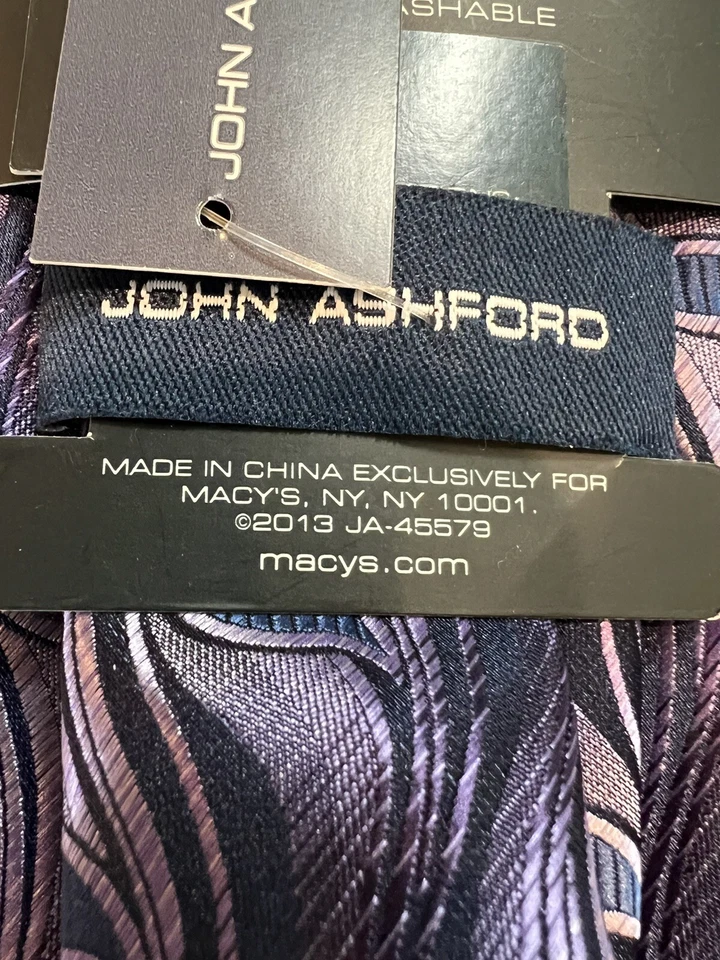 ASHABLE
JOHN A
JOHN ASHFORD
MADE IN CHINA EXCLUSIVELY FOR
MACY'S, NY, NY 10001.
©2013 JA-45579
macys.com